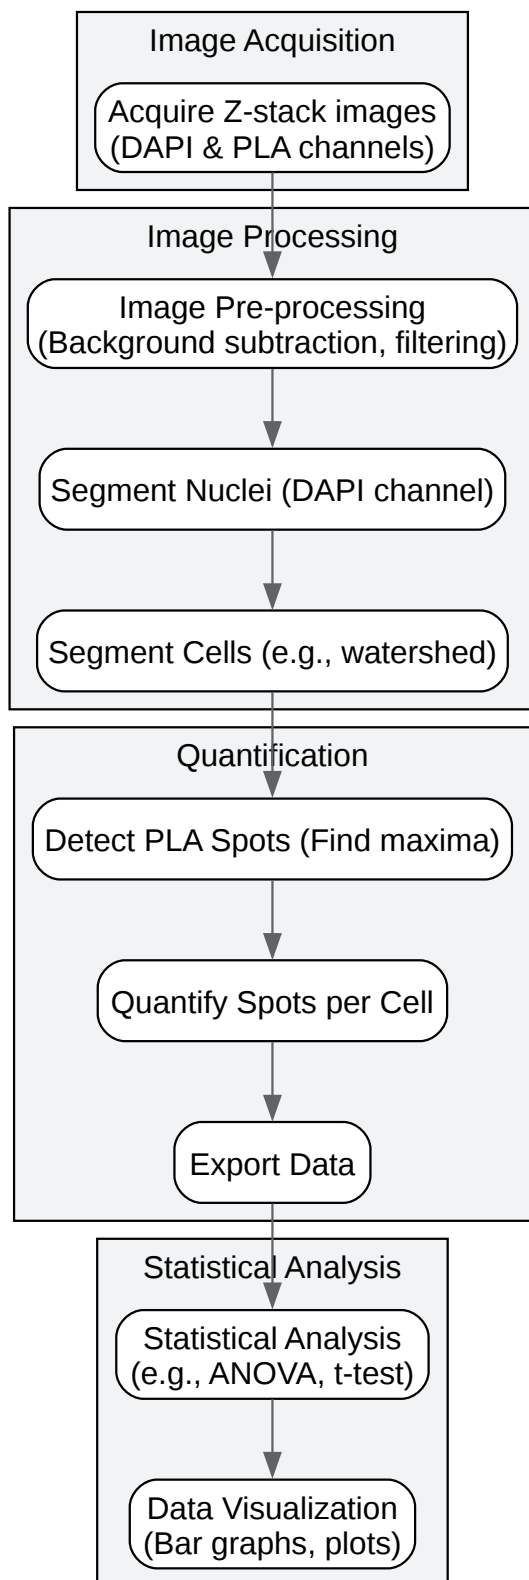 Image Acquisition
Acquire Z-stack images
(DAPI & PLA channels)
Image Processing
Image Pre-processing
(Background subtraction, filtering)
Segment Nuclei (DAPI channel)
Segment Cells (e.g., watershed)
Quantification
Detect PLA Spots (Find maxima)
Quantify Spots per Cell
Export Data
Statistical Analysis
Statistical Analysis
(e.g., ANOVA, t-test)
Data Visualization
(Bar graphs, plots)